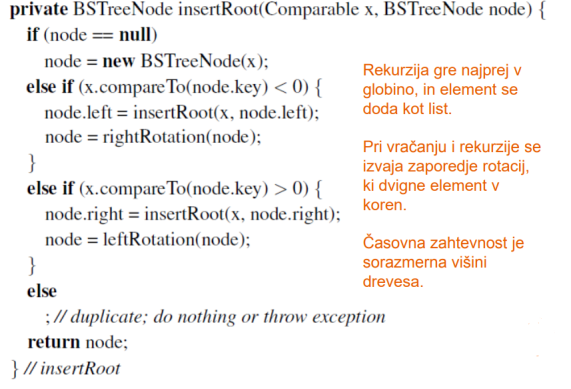 private BSTreeNode insertRoot(Comparable x, BSTreeNode node) {
if (node == null)
node = new BSTreeNode(x);
else if (x.compareTo(node.key) < 0) {
node.left = insertRoot(x, node.left);
node = rightRotation(node);
}
else if (x.compareTo(node.key) > 0) {
node.right = insertRoot(x, node.right);
node = leftRotation(node);
}
else
; // duplicate; do nothing or throw exception
return node;
} // insertRoot
Rekurzija gre najprej v
globino, in element se
doda kot list.
Pri vračanju i rekurzije se
izvaja zaporedje rotacij,
ki dvigne element v
koren.
Časovna zahtevnost je
sorazmerna višini
drevesa.